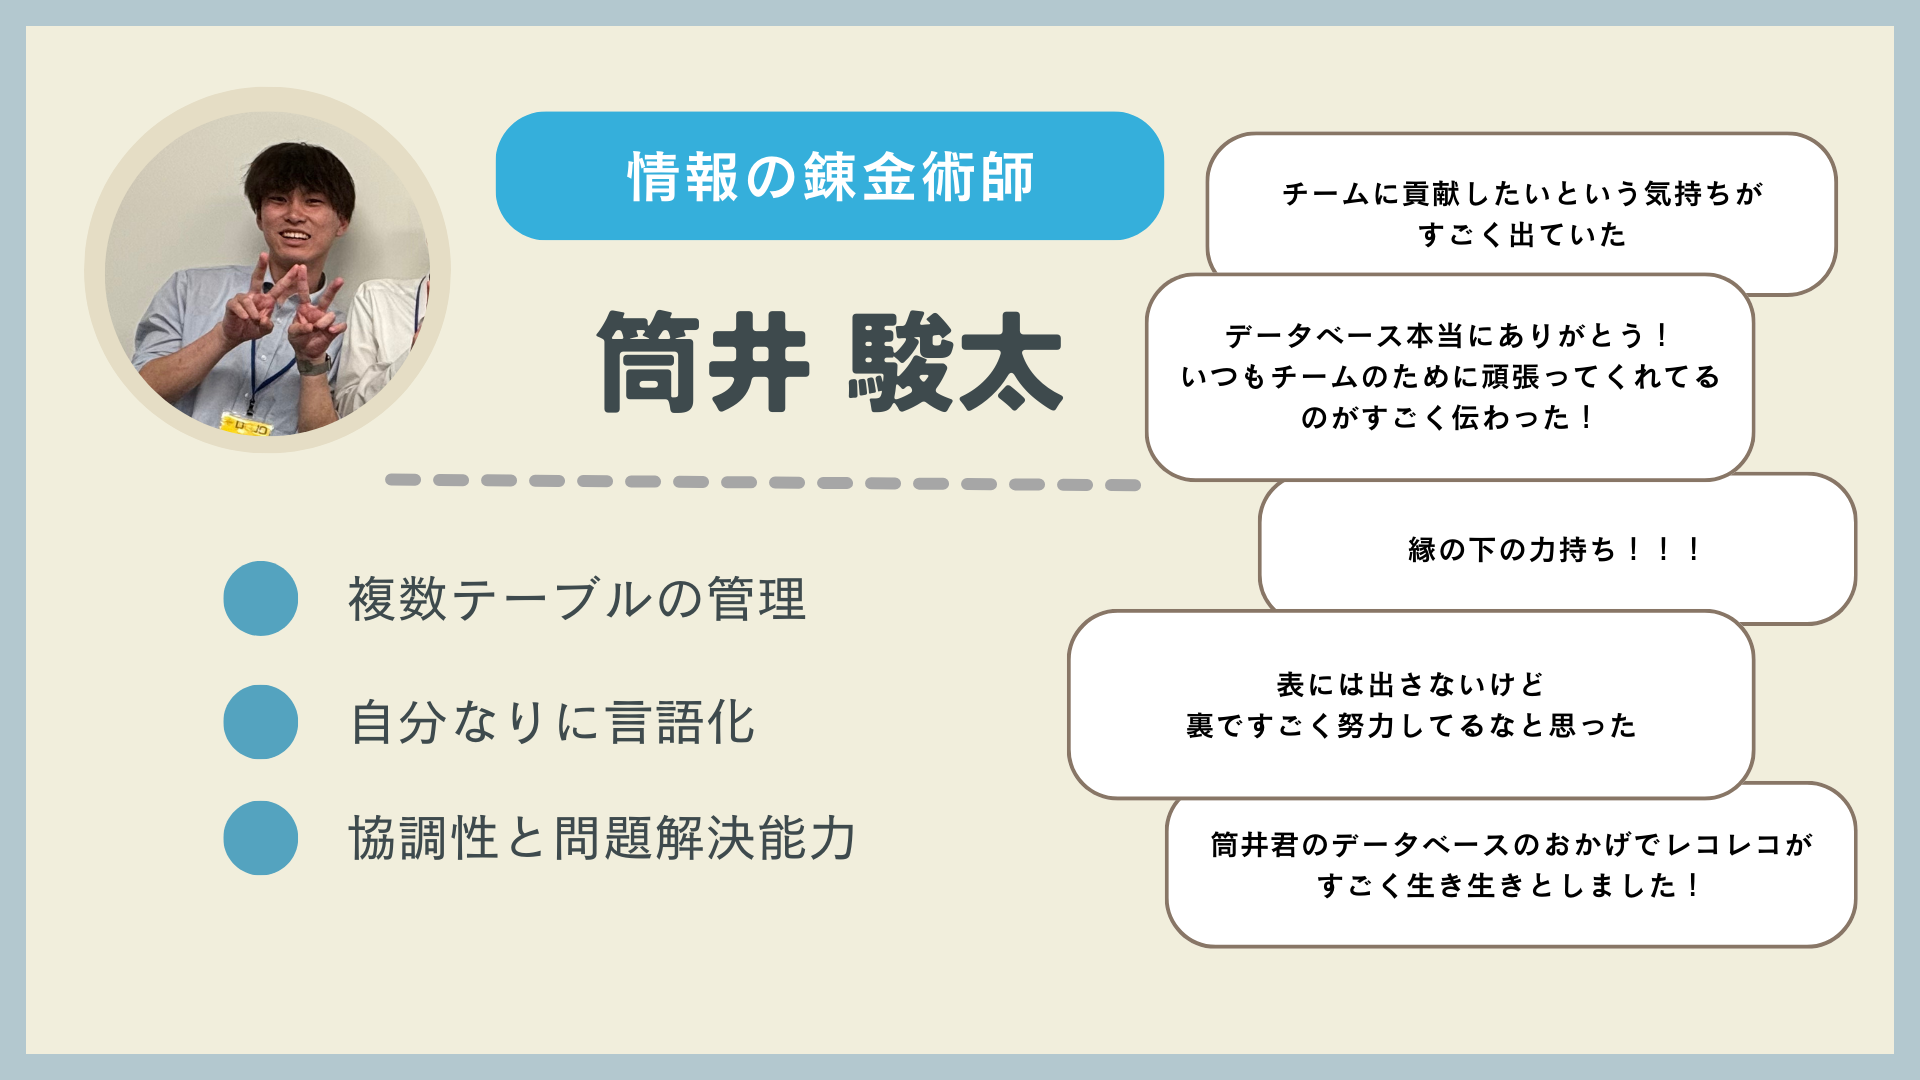 情報の錬金術師
筒井 駿太
複数テーブルの管理
自分なりに言語化
協調性と問題解決能力
チームに貢献したいという気持ちが
すごく出ていた
データベース本当にありがとう！
いつもチームのために頑張ってくれてる
のがすごく伝わった！
縁の下の力持ち！！！
表には出さないけど
裏ですごく努力してるなと思った
筒井君のデータベースのおかげでレコレコが
すごく生き生きとしました！